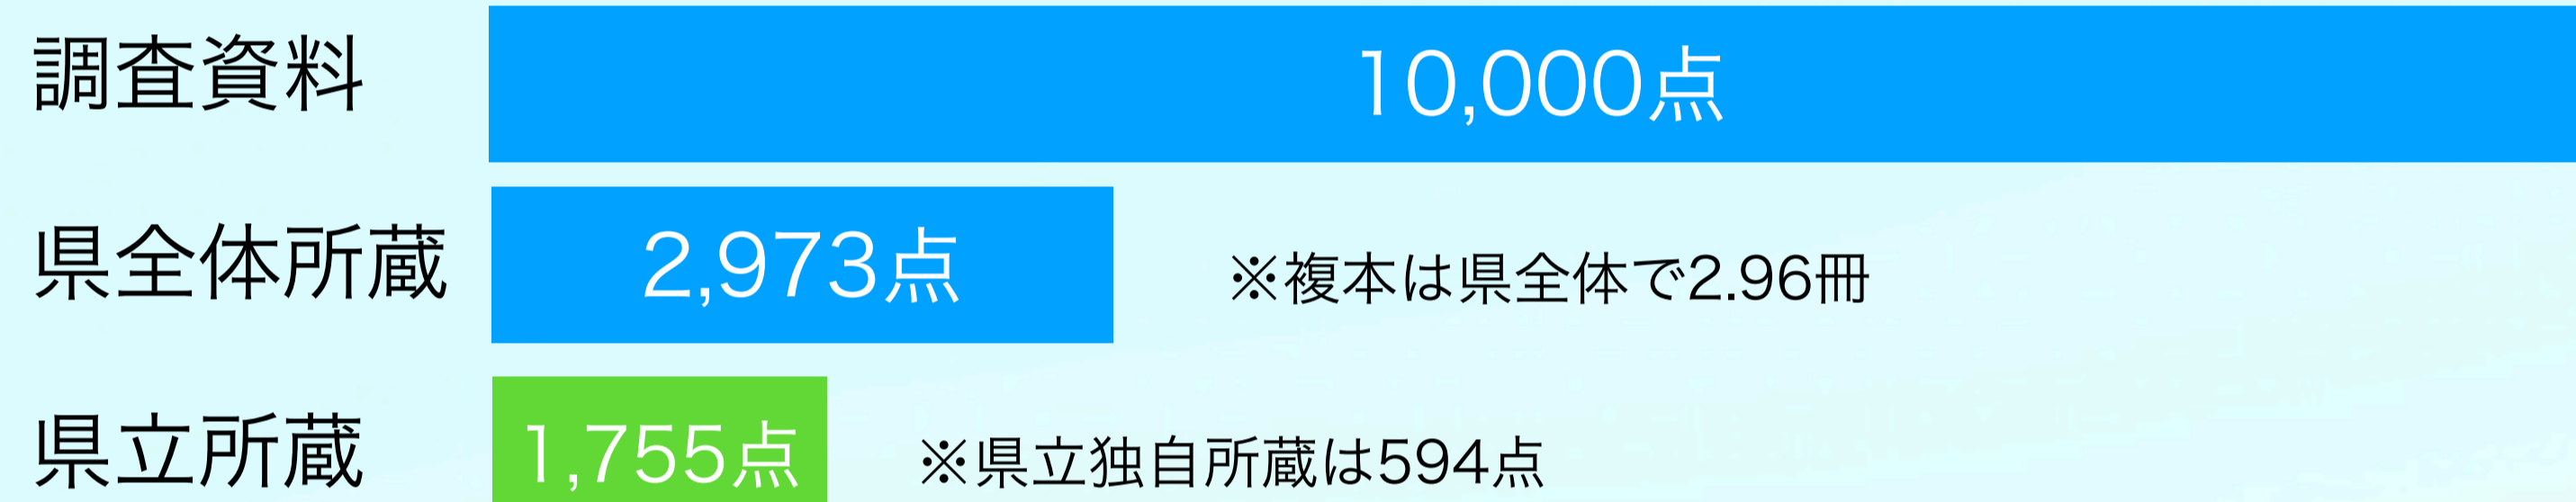 調査資料 10,000点
県全体所蔵 2,973点 ※複本は県全体で2.96冊
県立所蔵 1,755点 ※県立独自所蔵は594点